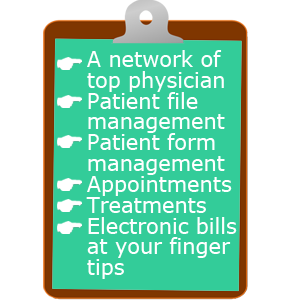 A network of
top physician
Patient file
management
Patient form
management
Appointments
Treatments
Electronic bills
at your finger
tips